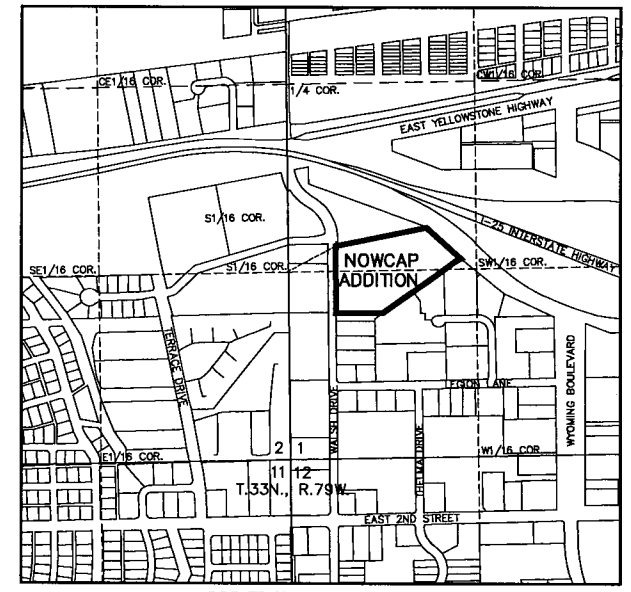 CE1/16 COR.
1/4 COR.
CW1/16 COR.
EAST YELLOWSTONE HIGHWAY
I-25 INTERSTATE HIGHWAY
S1/16 COR.
SE1/16 COR.
S1/16 COR.
SW1/16 COR.
NOWCAP
ADDITION
TERRACE DRIVE
WALSH DRIVE
LEGION LANE
THELMA DRIVE
WYOMING BOULEVARD
E1/16 COR.
2 1
W1/16 COR.
11 12
T.33N., R.79W.
EAST 2ND STREET